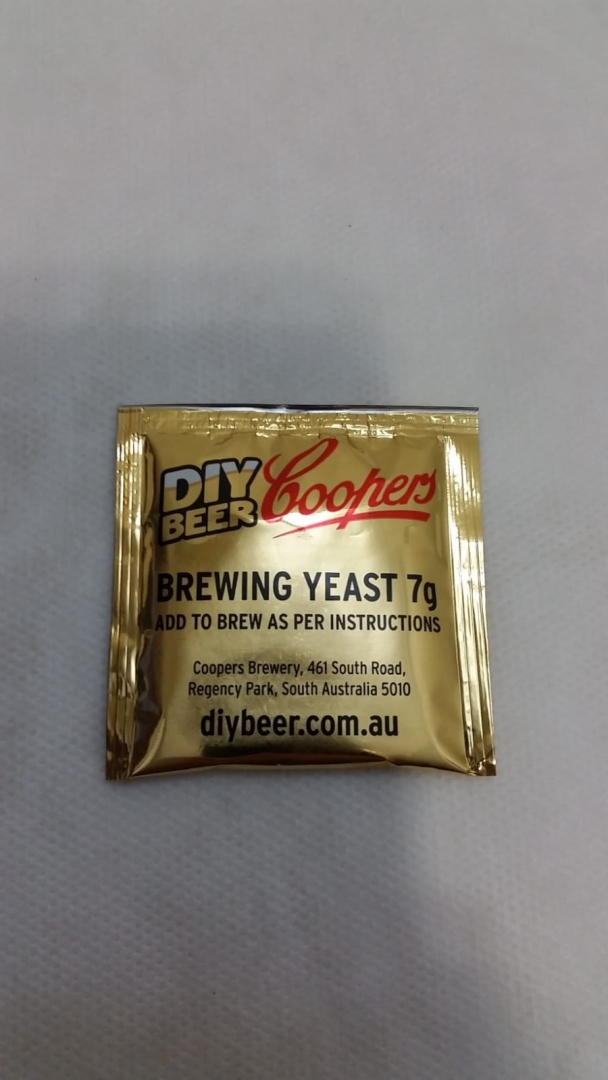 DIY
BEER
Coopers
BREWING YEAST 7g
ADD TO BREW AS PER INSTRUCTIONS
Coopers Brewery, 461 South Road,
Regency Park, South Australia 5010
diybeer.com.au